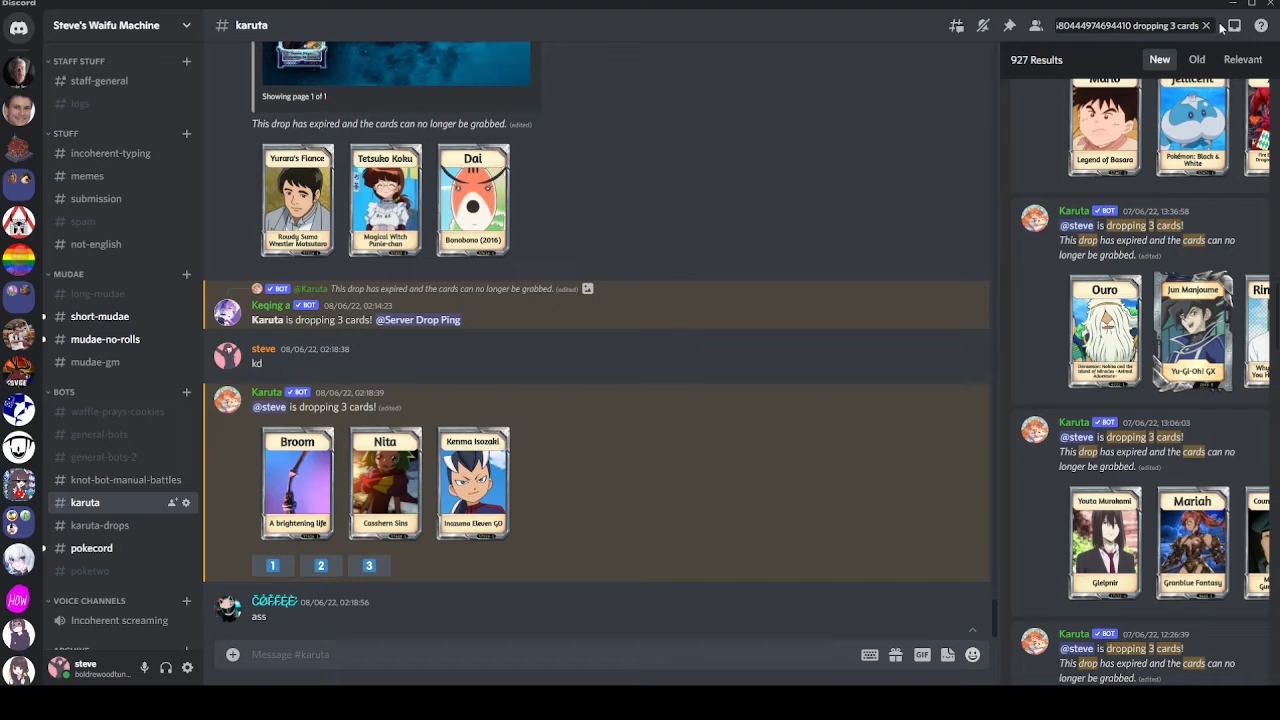 Discord
Steve's Waifu Machine
STAFF STUFF
staff-general
logs
STUFF
incoherent-typing
memes
submission
spam
not-english
MUDAE
long-mudae
short-mudae
mudae-no-rolls
mudae-gm
BOTS
waffle-prays-cookies
general-bots
general-bots-2
knot-bot-manual-battles
karuta
karuta-drops
pokecord
poketwo
VOICE CHANNELS
Incoherent screaming
steve
boldrewoodtun...
HOW
# karuta
Showing page 1 of 1
This drop has expired and the cards can no longer be grabbed. (edited)
Yurara's Fiance
Rowdy Sumo
Wrestler Matsutaro
Tetsuko Koku
Magical Witch
Punie-chan
Dai
Bonobono (2016)
✓ BOT @Karuta This drop has expired and the cards can no longer be grabbed. (edited)
Keqing a ✓ BOT 08/06/22, 02:14:23
Karuta is dropping 3 cards! @Server Drop Ping
steve 08/06/22, 02:18:38
kd
Karuta ✓ BOT 08/06/22, 02:18:39
@steve is dropping 3 cards! (edited)
Broom
A brightening life
Nita
Casshern Sins
Kenma Isozaki
Inazuma Eleven GO
1 2 3
08/06/22, 02:18:56
ass
Message #karuta
GIF
680444974694410 dropping 3 cards
927 Results
New Old Relevant
Legend of Basara
Jellicent
Pokémon: Black &
White
Karuta ✓ BOT 07/06/22, 13:36:58
@steve is dropping 3 cards!
This drop has expired and the cards can no
longer be grabbed. (edited)
Ouro
Jun Manjoume
Yu-Gi-Oh! GX
Karuta ✓ BOT 07/06/22, 13:06:03
@steve is dropping 3 cards!
This drop has expired and the cards can no
longer be grabbed. (edited)
Youta Murakami
Gleipnir
Mariah
Granblue Fantasy
Karuta ✓ BOT 07/06/22, 12:26:39
@steve is dropping 3 cards!
This drop has expired and the cards can no
longer be grabbed. (edited)